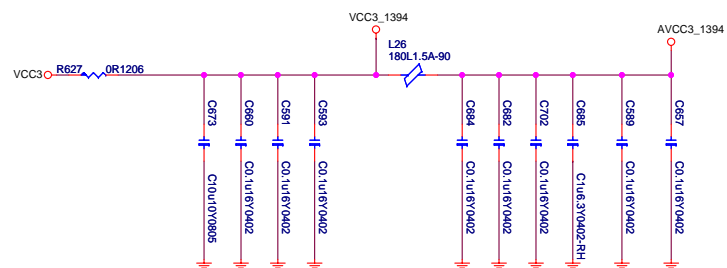 VCC3_1394
AVCC3_1394
L26
180L1.5A-90
VCC3
R627
0R1206
C673
C10u10Y0805
C660
C0.1u16Y0402
C591
C0.1u16Y0402
C593
C0.1u16Y0402
C684
C0.1u16Y0402
C682
C0.1u16Y0402
C702
C0.1u16Y0402
C685
C1u6.3Y0402-RH
C589
C0.1u16Y0402
C657
C0.1u16Y0402